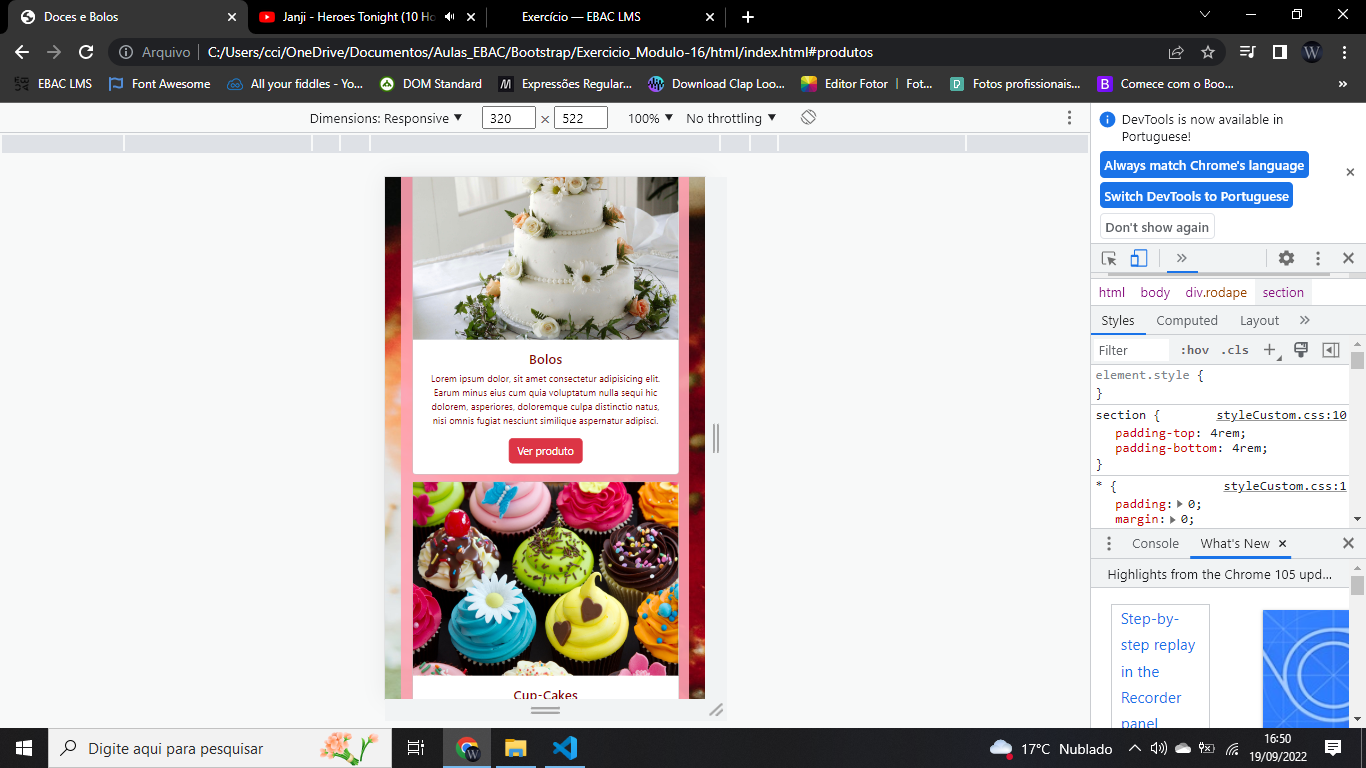 Doces e Bolos
Janji - Heroes Tonight (10 Ho
Exercício — EBAC LMS
Arquivo
C:/Users/cci/OneDrive/Documentos/Aulas_EBAC/Bootstrap/Exercicio_Modulo-16/html/index.html#produtos
W
EBAC LMS
Font Awesome
All your fiddles - Yo...
DOM Standard
Expressões Regular...
Download Clap Loo...
Editor Fotor | Fot...
Fotos profissionais...
Comece com o Boo...
»
Dimensions: Responsive
320 × 522
100%
No throttling
DevTools is now available in
Portuguese!
Always match Chrome's language
Switch DevTools to Portuguese
Don't show again
»
html body div.rodape section
Styles Computed Layout »
Filter :hov .cls
element.style {
}
section { styleCustom.css:10
padding-top: 4rem;
padding-bottom: 4rem;
}
* { styleCustom.css:1
padding: 0;
margin: 0;
Console What's New
Highlights from the Chrome 105 upd...
Step-by-
step replay
in the
Recorder
panel
Bolos
Lorem ipsum dolor, sit amet consectetur adipisicing elit.
Earum minus eius cum quia voluptatum nulla sequi hic
dolorem, asperiores, doloremque culpa distinctio natus,
nisi omnis fugiat nesciunt similique aspernatur adipisci.
Ver produto
Cup-Cakes
Digite aqui para pesquisar
17°C Nublado
16:50
19/09/2022